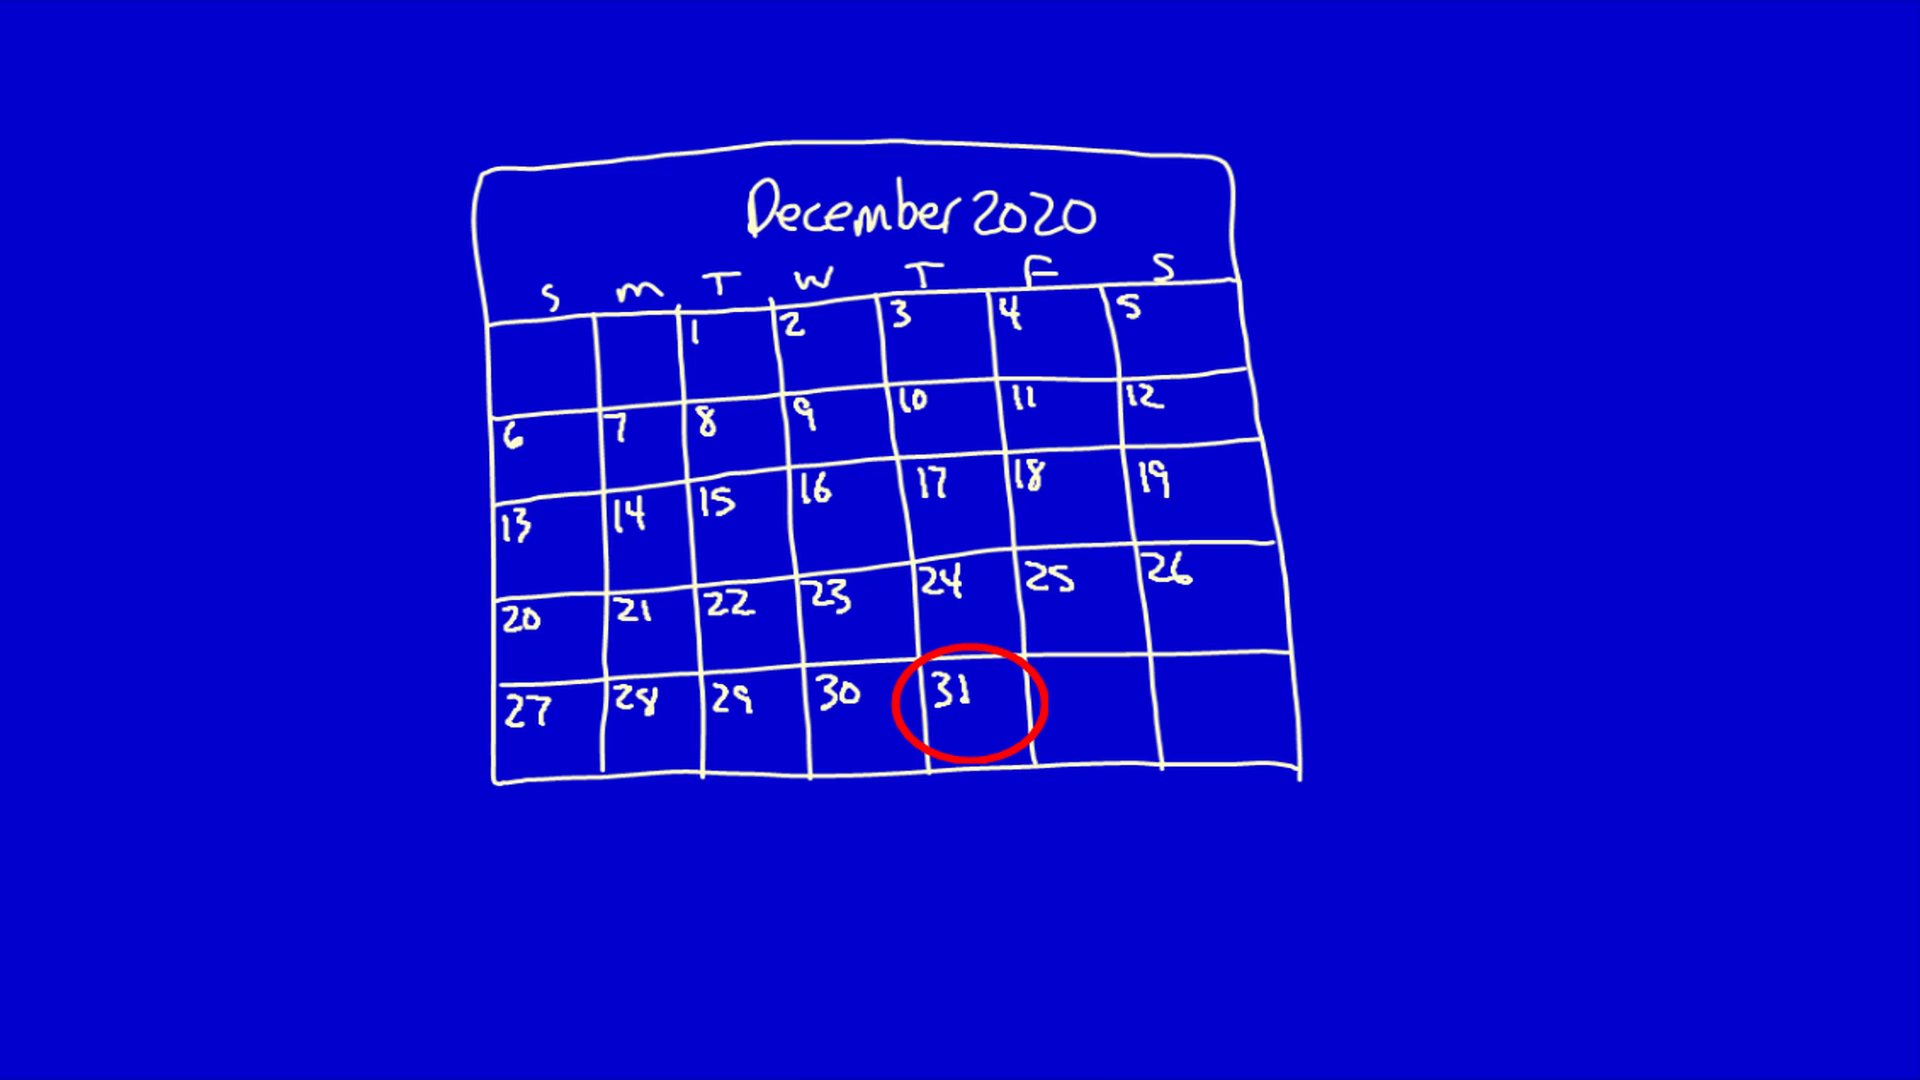 December 2020
S M T W T F S
1 2 3 4 5
6 7 8 9 10 11 12
13 14 15 16 17 18 19
20 21 22 23 24 25 26
27 28 29 30 31